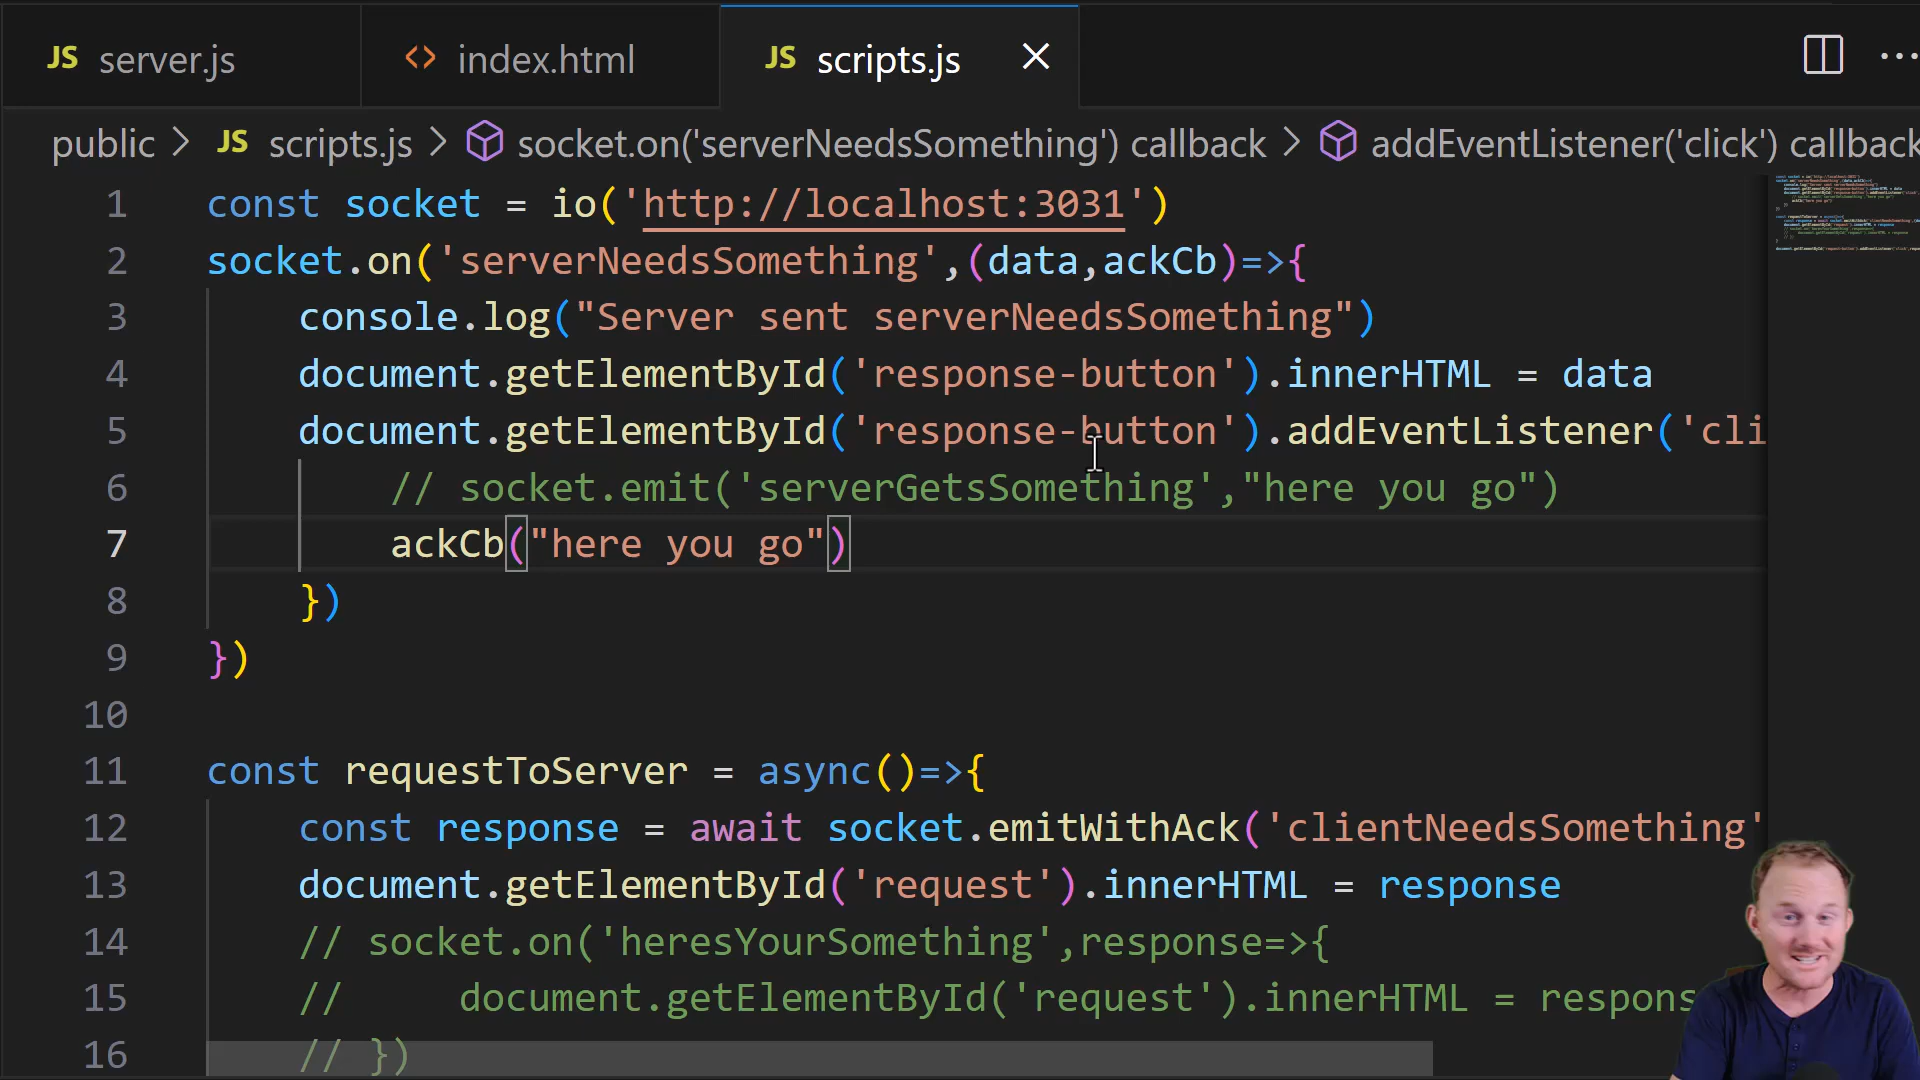 JS server.js
<> index.html
JS scripts.js
public > JS scripts.js > socket.on('serverNeedsSomething') callback > addEventListener('click') callback
1 const socket = io('http://localhost:3031')
2 socket.on('serverNeedsSomething',(data,ackCb)=>{
3 console.log("Server sent serverNeedsSomething")
4 document.getElementById('response-button').innerHTML = data
5 document.getElementById('response-button').addEventListener('cli
6 // socket.emit('serverGetsSomething',"here you go")
7 ackCb("here you go")
8 })
9 })
10
11 const requestToServer = async()=>{
12 const response = await socket.emitWithAck('clientNeedsSomething'
13 document.getElementById('request').innerHTML = response
14 // socket.on('heresYourSomething',response=>{
15 // document.getElementById('request').innerHTML = respons
16 // })